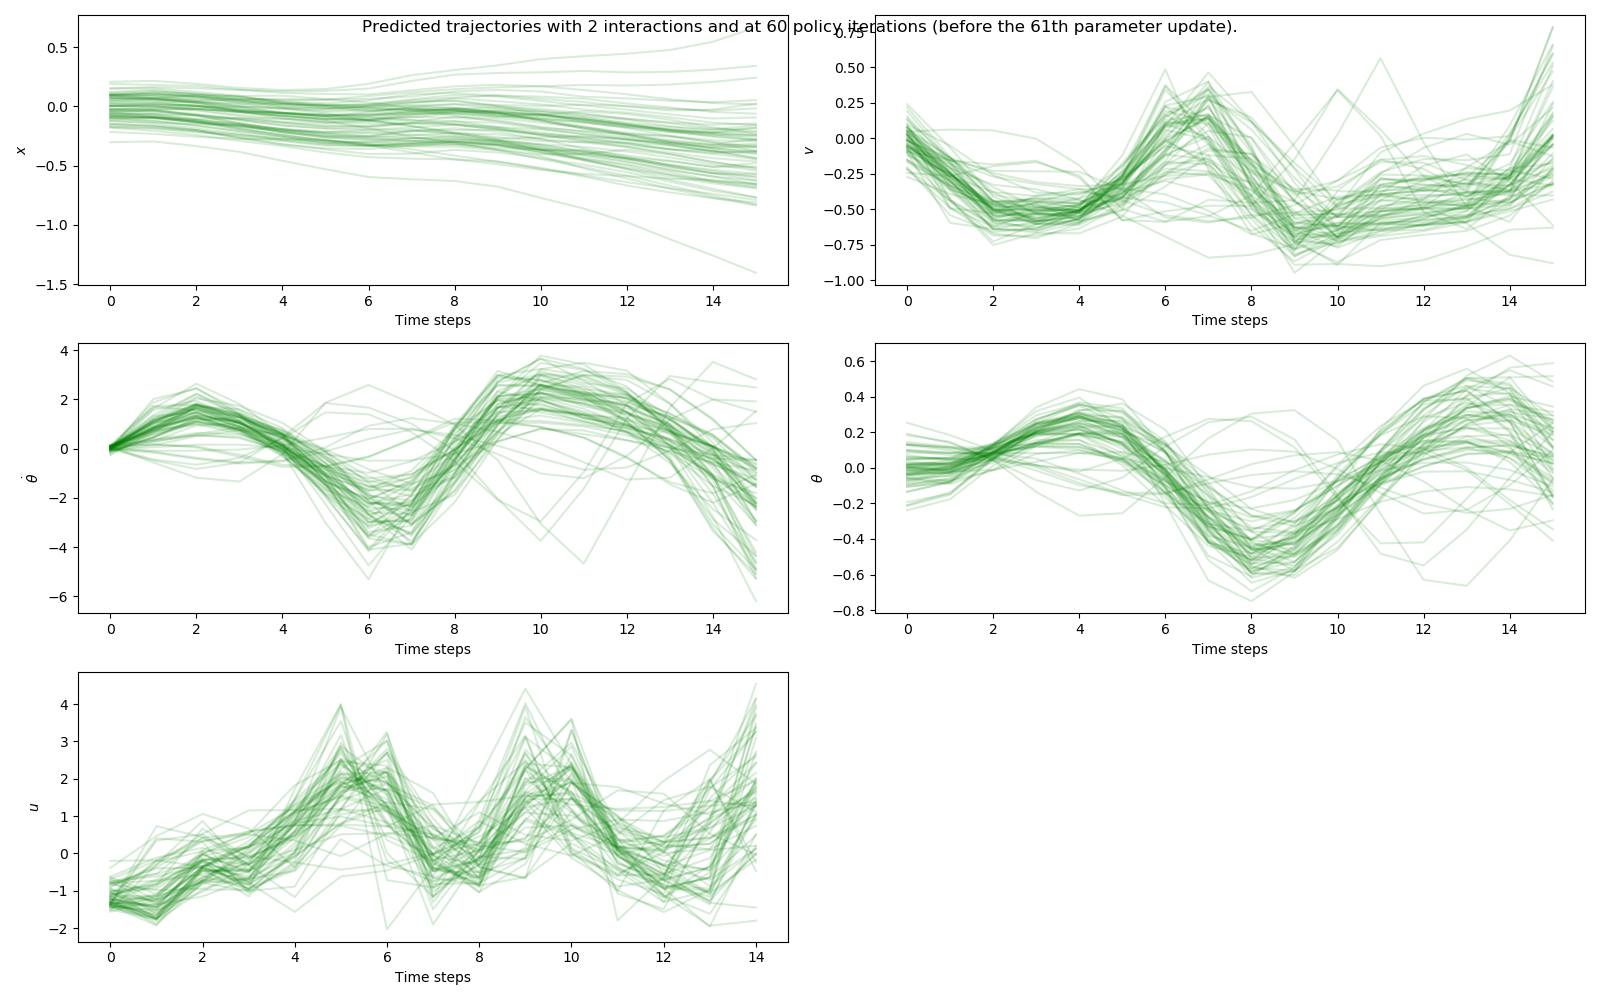 Predicted trajectories with 2 interactions and at 60 policy iterations (before the 61th parameter update).
0.5
0.0
−0.5
−1.0
−1.5
x
0 2 4 6 8 10 12 14
Time steps
0.75
0.50
0.25
0.00
−0.25
−0.50
−0.75
−1.00
v
0 2 4 6 8 10 12 14
Time steps
4
2
0
−2
−4
−6
θ̇
0 2 4 6 8 10 12 14
Time steps
0.6
0.4
0.2
0.0
−0.2
−0.4
−0.6
−0.8
θ
0 2 4 6 8 10 12 14
Time steps
4
3
2
1
0
−1
−2
u
0 2 4 6 8 10 12 14
Time steps